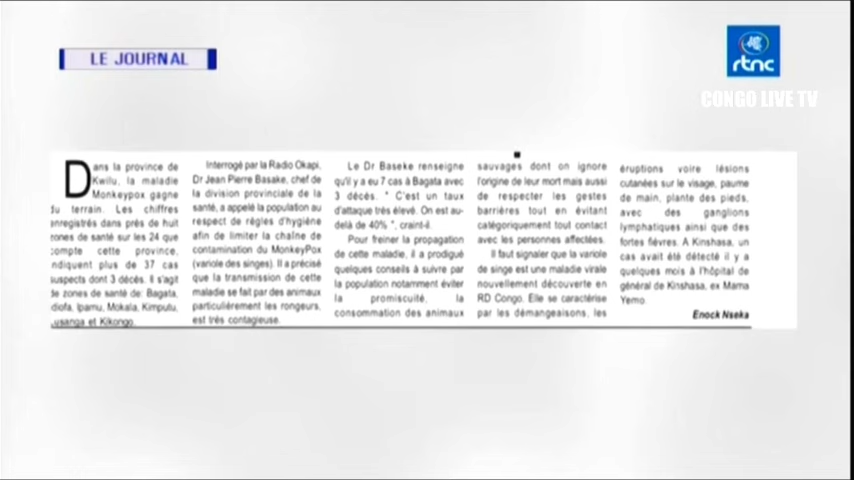 LE JOURNAL
rtnc
CONGO LIVE TV
Dans la province de
Kwilu, la maladie
Monkeypox gagne
du terrain. Les chiffres
enregistrés dans près de huit
zones de santé sur les 24 que
compte cette province,
indiquent plus de 37 cas
suspects dont 3 décès. Il s'agit
de zones de santé de: Bagata,
diofa, Ipamu, Mokala, Kimputu,
Lusanga et Kikongo.
Interrogé par la Radio Okapi,
Dr Jean Pierre Basake, chef de
la division provinciale de la
santé, a appelé la population au
respect de régles d'hygiène
afin de limiter la chaîne de
contamination du MonkeyPox
(variole des singes). Il a précisé
que la transmission de cette
maladie se fait par des animaux
particulièrement les rongeurs,
est très contagieuse.
Le Dr Baseke renseigne
qu'il y a eu 7 cas à Bagata avec
3 décès. " C'est un taux
d'attaque très élevé. On est au-
delà de 40% ", craint-il.
Pour freiner la propagation
de cette maladie, il a prodigué
quelques conseils à suivre par
la population notamment éviter
la promiscuité, la
consommation des animaux
sauvages dont on ignore
l'origine de leur mort mais aussi
de respecter les gestes
barrières tout en évitant
catégoriquement tout contact
avec les personnes affectées.
Il faut signaler que la variole
de singe est une maladie virale
nouvellement découverte en
RD Congo. Elle se caractérise
par les démangeaisons, les
éruptions voire lésions
cutanées sur le visage, paume
de main, plante des pieds,
avec des ganglions
lymphatiques ainsi que des
fortes fièvres. A Kinshasa, un
cas avait été détecté il y a
quelques mois à l'hôpital de
général de Kinshasa, ex Mama
Yemo.
Enock Nseka